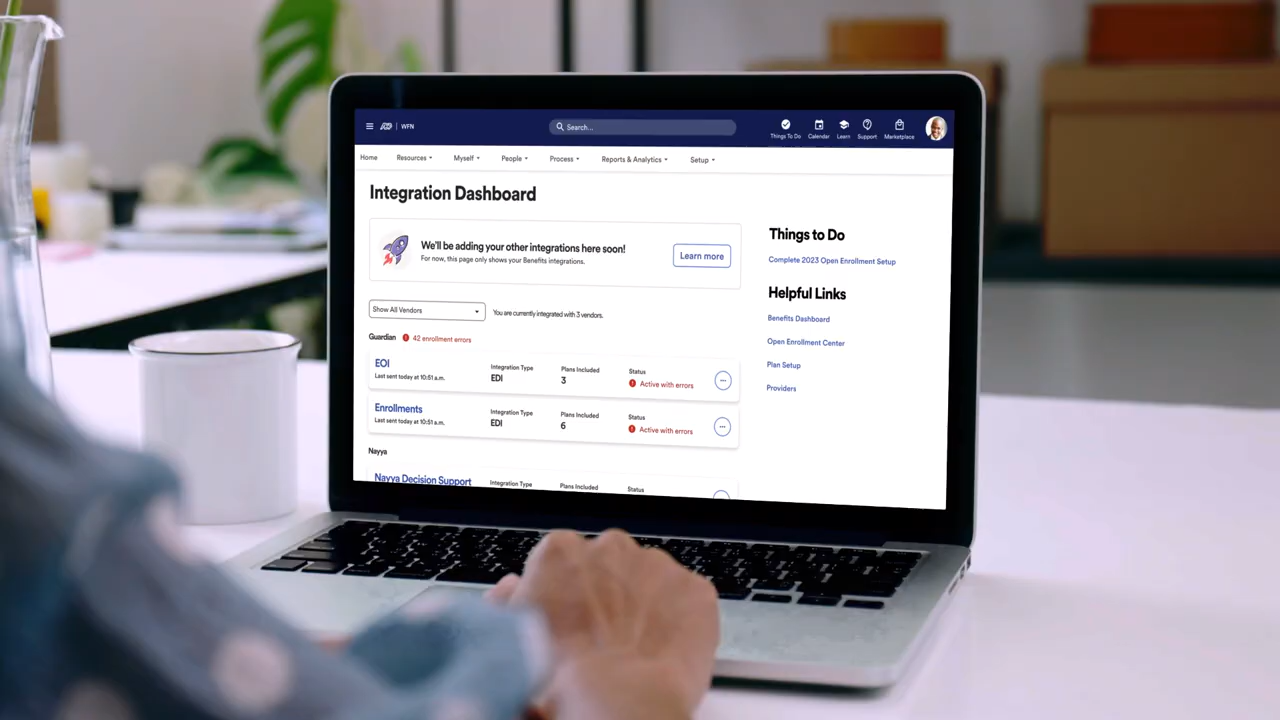 ADP WFN
Search...
Things To Do Calendar Learn Support Marketplace
Home Resources Myself People Process Reports & Analytics Setup
Integration Dashboard
We'll be adding your other integrations here soon!
For now, this page only shows your Benefits integrations.
Learn more
Show All Vendors
You are currently integrated with 3 vendors.
Guardian 42 enrollment errors
EOI
Last sent today at 10:51 a.m.
Integration Type
EDI
Plans Included
3
Status
Active with errors
Enrollments
Last sent today at 10:51 a.m.
Integration Type
EDI
Plans Included
6
Status
Active with errors
Nayya
Nayya Decision Support
Integration Type
Plans Included
Status
Things to Do
Complete 2023 Open Enrollment Setup
Helpful Links
Benefits Dashboard
Open Enrollment Center
Plan Setup
Providers